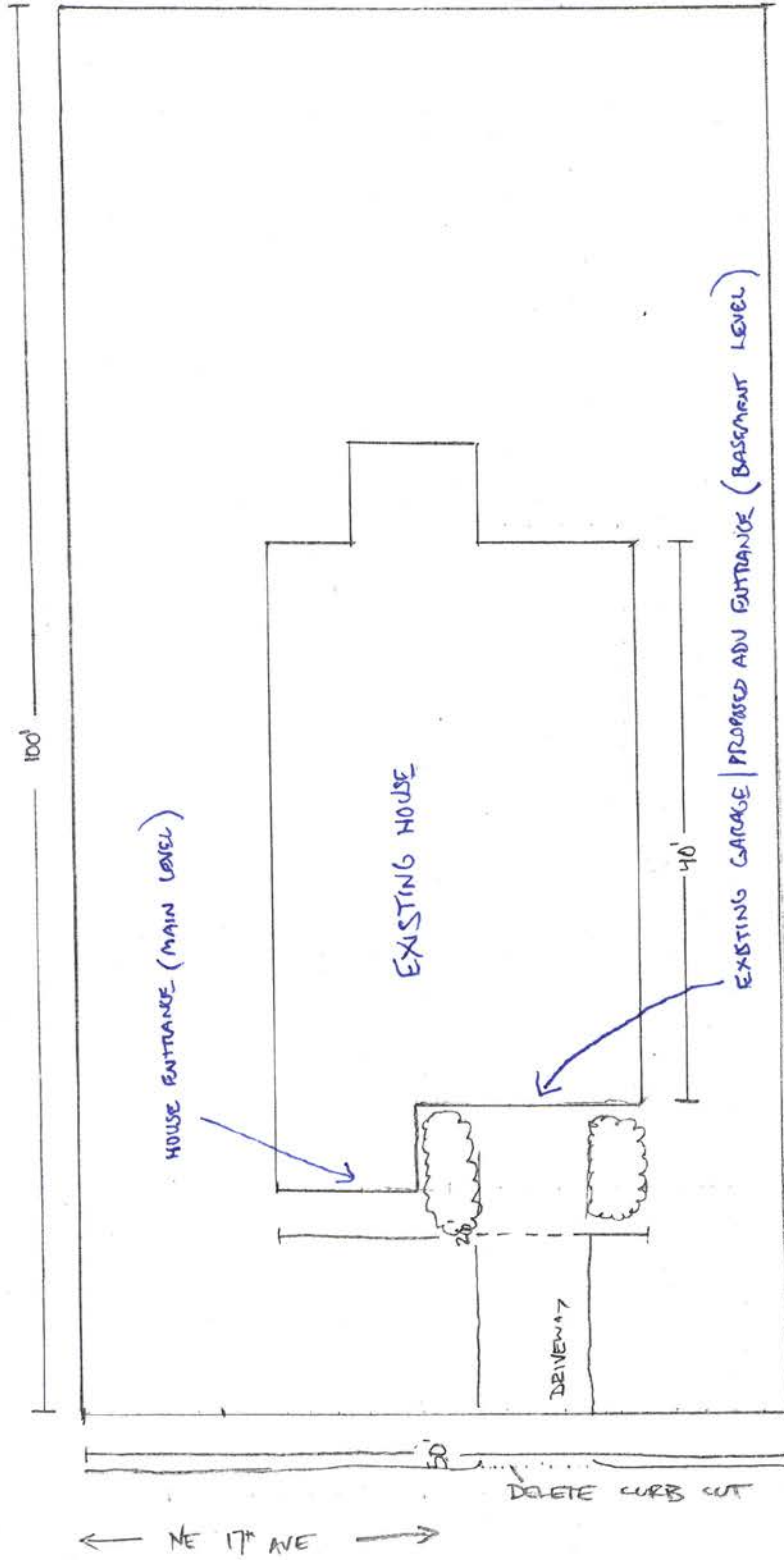 100'
HOUSE ENTRANCE (MAIN LEVEL)
EXISTING HOUSE
EXISTING GARAGE | PROPOSED ADU ENTRANCE (BASEMENT LEVEL)
40'
26'
DRIVEWAY
50'
DELETE CURB CUT
← NE 17th AVE →